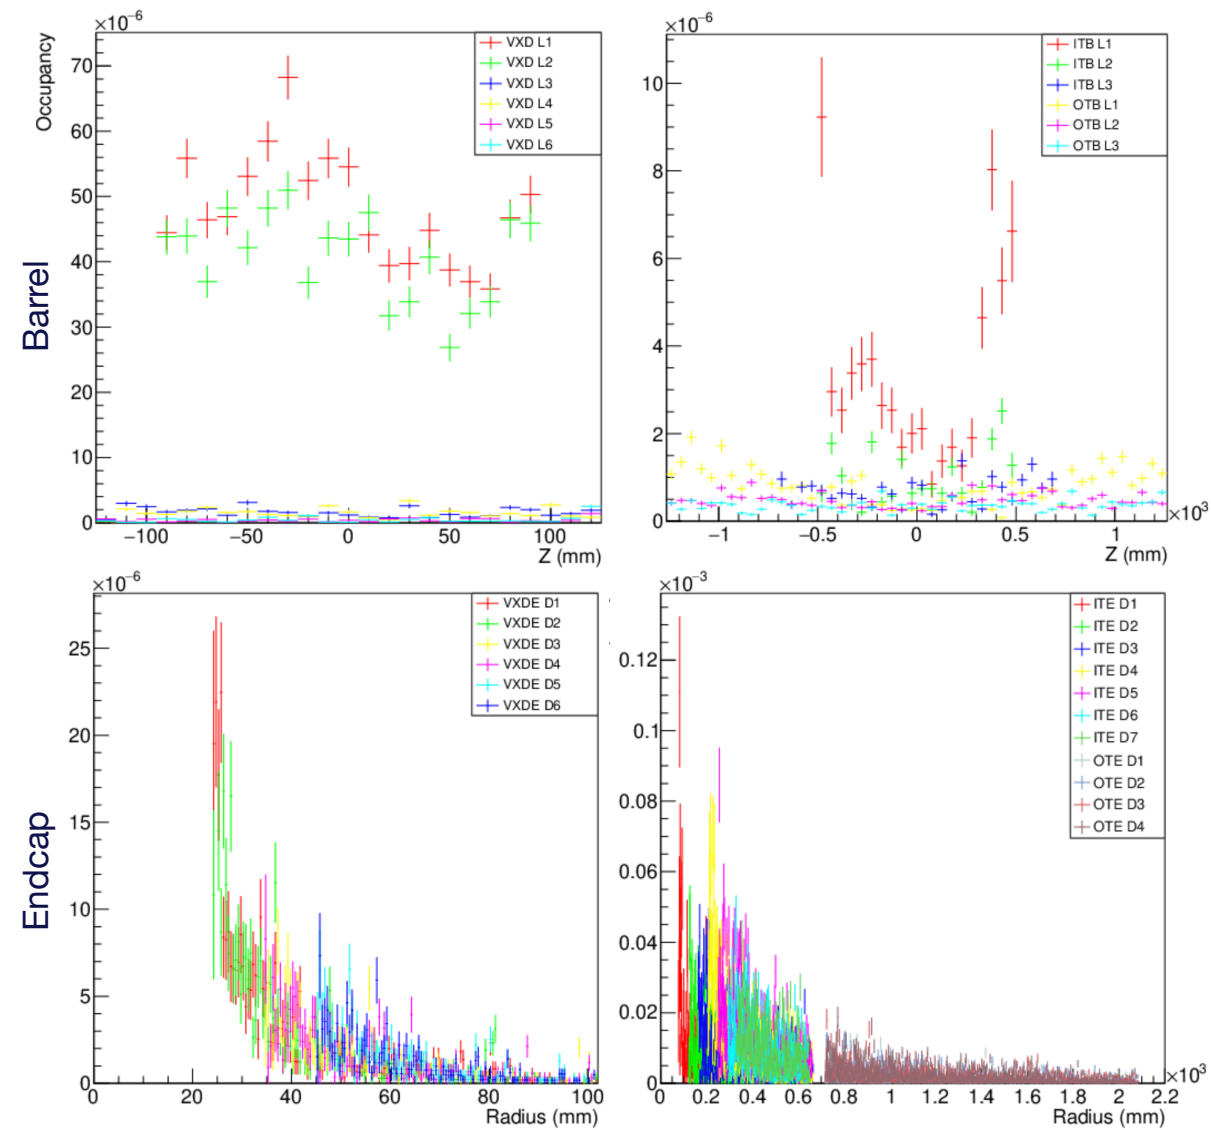 ×10⁻⁶
Occupancy
70
60
50
40
30
20
10
0
−100
−50
0
50
100
Z (mm)
VXD L1
VXD L2
VXD L3
VXD L4
VXD L5
VXD L6
×10⁻⁶
10
8
6
4
2
0
−1
−0.5
0
0.5
1
×10³
Z (mm)
ITB L1
ITB L2
ITB L3
OTB L1
OTB L2
OTB L3
Barrel
×10⁻⁶
25
20
15
10
5
0
0
20
40
60
80
100
Radius (mm)
VXDE D1
VXDE D2
VXDE D3
VXDE D4
VXDE D5
VXDE D6
×10⁻³
0.12
0.1
0.08
0.06
0.04
0.02
0
0
0.2
0.4
0.6
0.8
1
1.2
1.4
1.6
1.8
2
2.2
×10³
Radius (mm)
ITE D1
ITE D2
ITE D3
ITE D4
ITE D5
ITE D6
ITE D7
OTE D1
OTE D2
OTE D3
OTE D4
Endcap